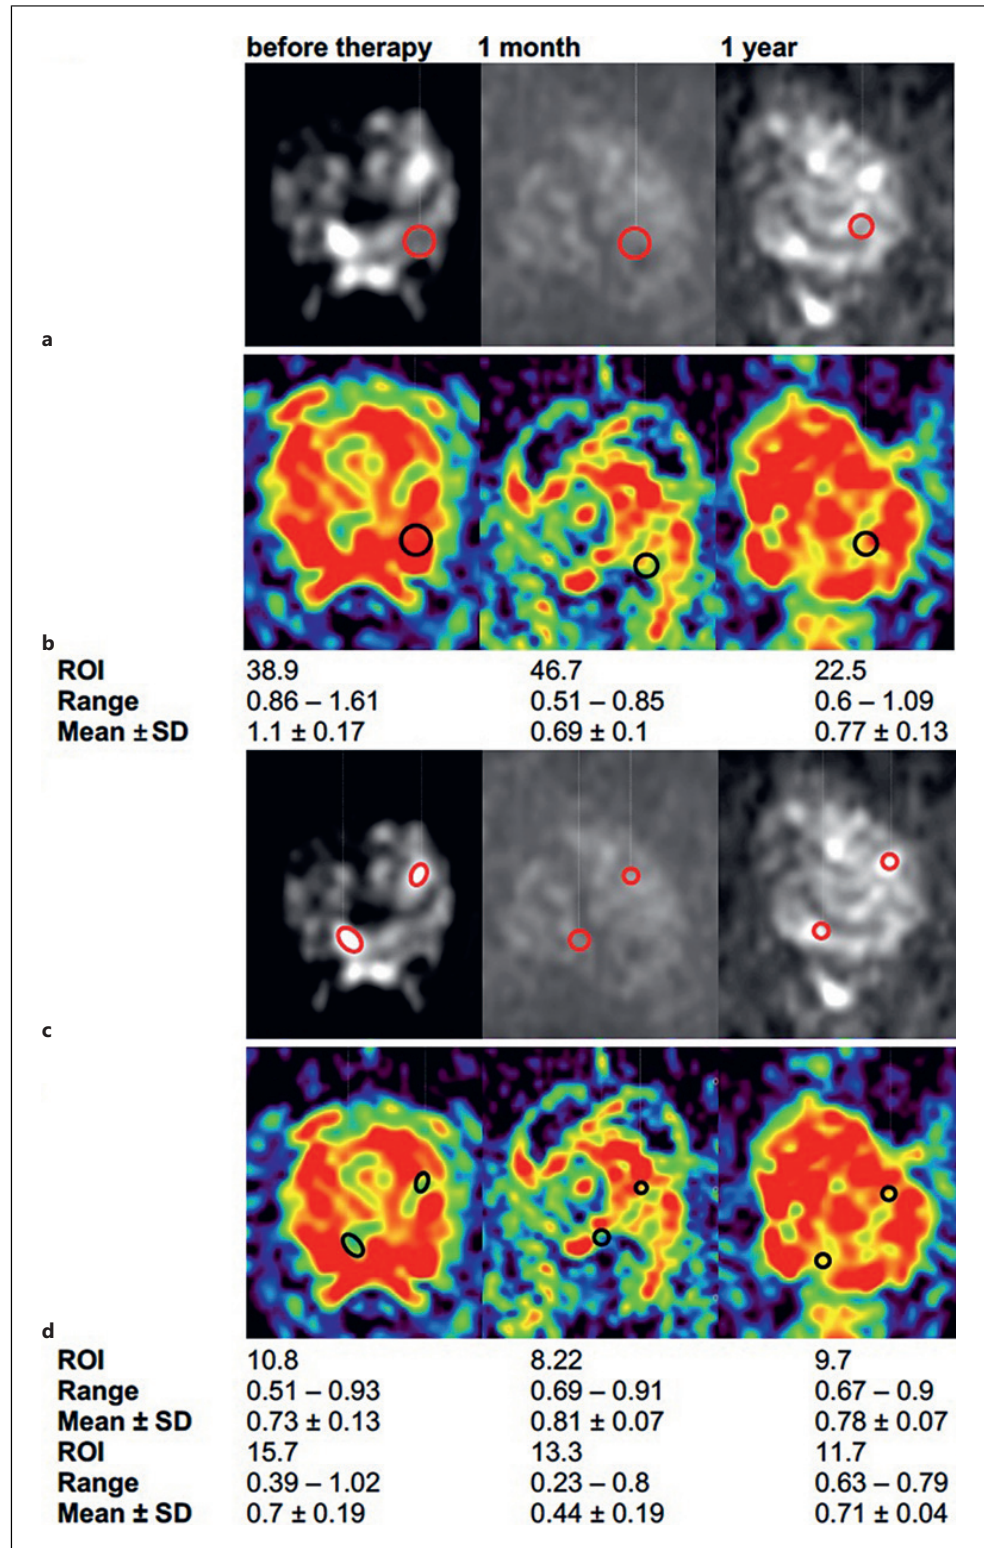 before therapy 1 month 1 year
a
b
ROI 38.9 46.7 22.5
Range 0.86 – 1.61 0.51 – 0.85 0.6 – 1.09
Mean ± SD 1.1 ± 0.17 0.69 ± 0.1 0.77 ± 0.13
c
d
ROI 10.8 8.22 9.7
Range 0.51 – 0.93 0.69 – 0.91 0.67 – 0.9
Mean ± SD 0.73 ± 0.13 0.81 ± 0.07 0.78 ± 0.07
ROI 15.7 13.3 11.7
Range 0.39 – 1.02 0.23 – 0.8 0.63 – 0.79
Mean ± SD 0.7 ± 0.19 0.44 ± 0.19 0.71 ± 0.04